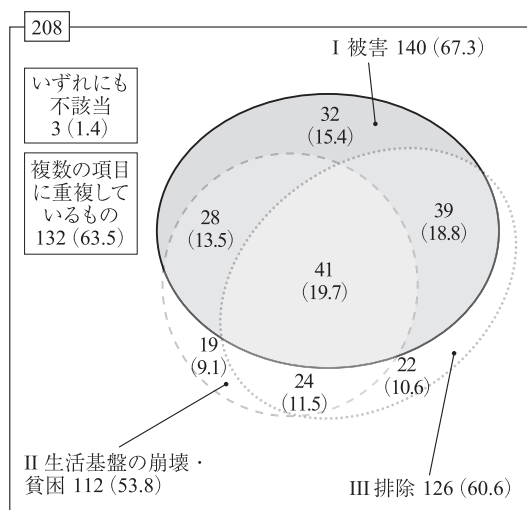 208
I 被害 140 (67.3)
いずれにも
不該当
3 (1.4)
複数の項目
に重複して
いるもの
132 (63.5)
32
(15.4)
28
(13.5)
39
(18.8)
41
(19.7)
19
(9.1)
24
(11.5)
22
(10.6)
II 生活基盤の崩壊・
貧困 112 (53.8)
III 排除 126 (60.6)